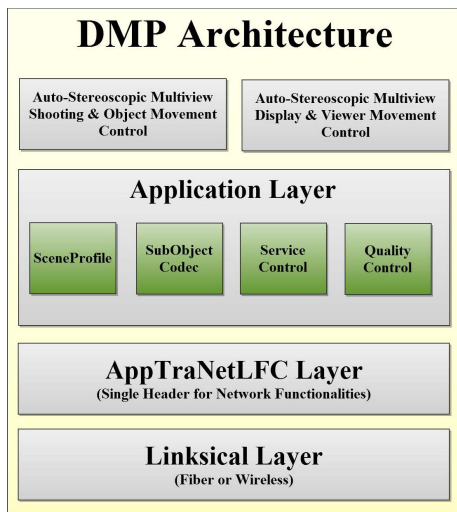 DMP Architecture
Auto-Stereoscopic Multiview
Shooting & Object Movement
Control
Auto-Stereoscopic Multiview
Display & Viewer Movement
Control
Application Layer
SceneProfile
SubObject
Codec
Service
Control
Quality
Control
AppTraNetLFC Layer
(Single Header for Network Functionalities)
Linksical Layer
(Fiber or Wireless)